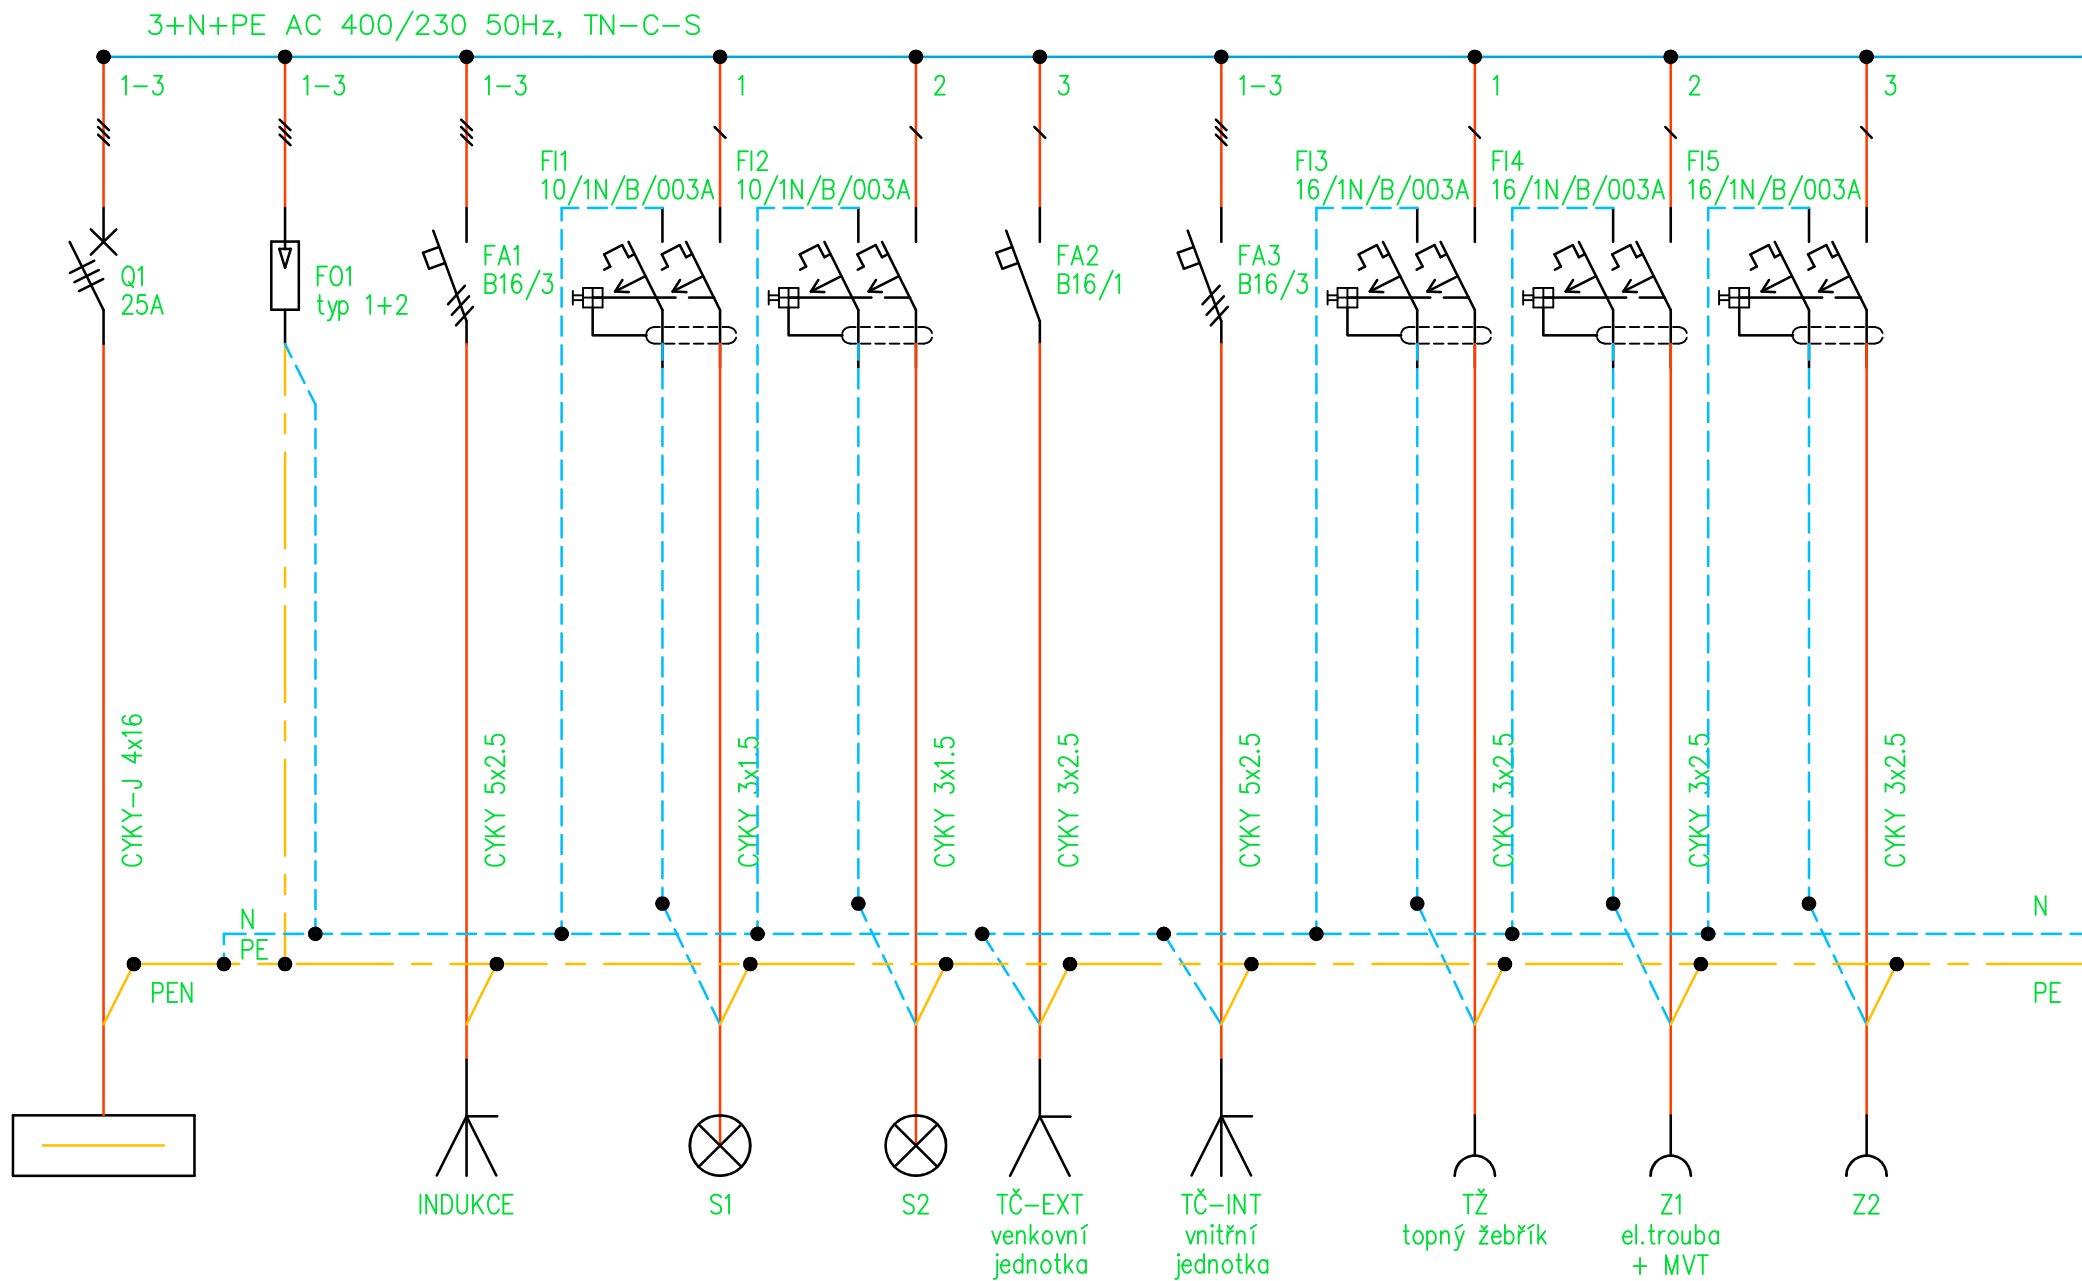 3+N+PE AC 400/230 50Hz, TN-C-S
1-3
1-3
1-3
1
2
3
1-3
1
2
3
FI1
10/1N/B/003A
FI2
10/1N/B/003A
FI3
16/1N/B/003A
FI4
16/1N/B/003A
FI5
16/1N/B/003A
Q1
25A
FO1
typ 1+2
FA1
B16/3
FA2
B16/1
FA3
B16/3
CYKY-J 4x16
CYKY 5x2.5
CYKY 3x1.5
CYKY 3x1.5
CYKY 3x2.5
CYKY 5x2.5
CYKY 3x2.5
CYKY 3x2.5
CYKY 3x2.5
N
PE
PEN
N
PE
INDUKCE
S1
S2
TČ-EXT
venkovní
jednotka
TČ-INT
vnitřní
jednotka
TŽ
topný žebřík
Z1
el.trouba
+ MVT
Z2